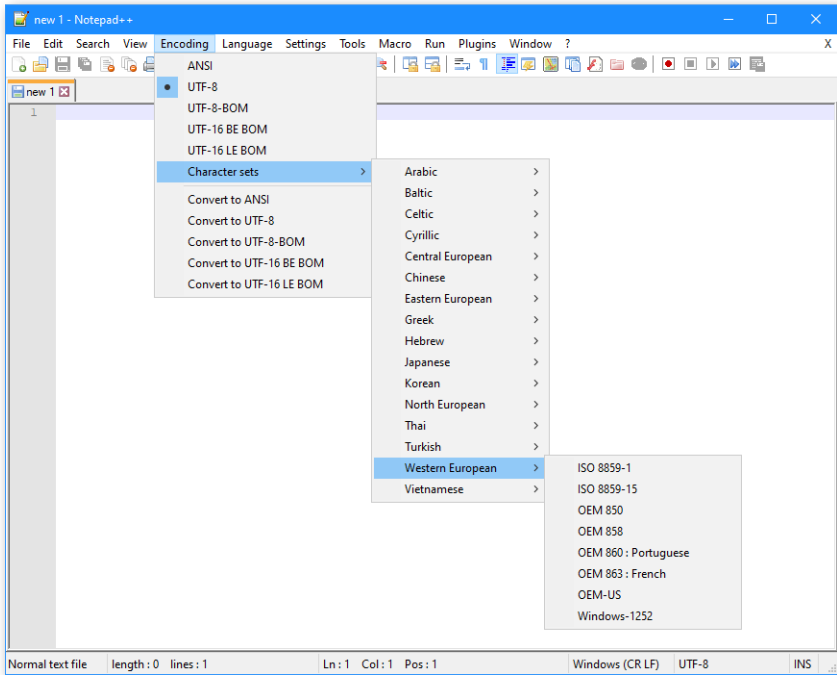 new 1 - Notepad++
File Edit Search View Encoding Language Settings Tools Macro Run Plugins Window ? X
new 1
1
ANSI
UTF-8
UTF-8-BOM
UTF-16 BE BOM
UTF-16 LE BOM
Character sets
Convert to ANSI
Convert to UTF-8
Convert to UTF-8-BOM
Convert to UTF-16 BE BOM
Convert to UTF-16 LE BOM
Arabic
Baltic
Celtic
Cyrillic
Central European
Chinese
Eastern European
Greek
Hebrew
Japanese
Korean
North European
Thai
Turkish
Western European
Vietnamese
ISO 8859-1
ISO 8859-15
OEM 850
OEM 858
OEM 860 : Portuguese
OEM 863 : French
OEM-US
Windows-1252
Normal text file length : 0 lines : 1 Ln : 1 Col : 1 Pos : 1 Windows (CR LF) UTF-8 INS